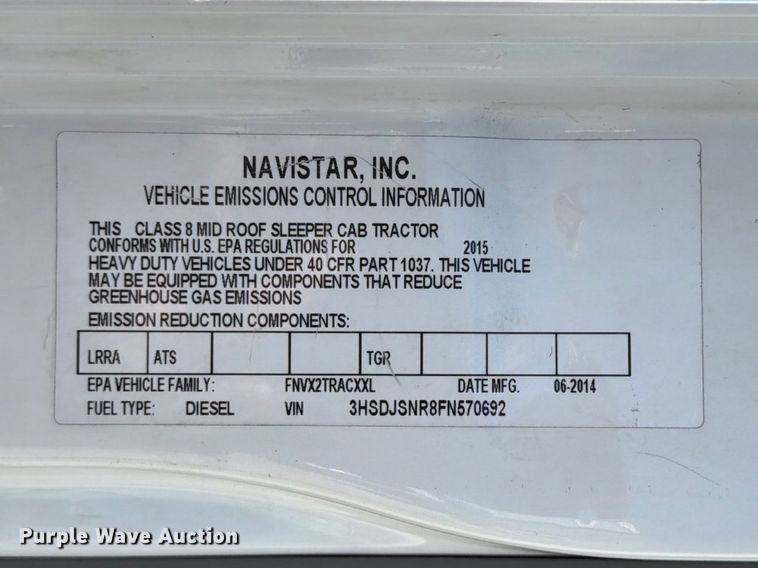 NAVISTAR, INC.
VEHICLE EMISSIONS CONTROL INFORMATION
THIS CLASS 8 MID ROOF SLEEPER CAB TRACTOR
CONFORMS WITH U.S. EPA REGULATIONS FOR 2015
HEAVY DUTY VEHICLES UNDER 40 CFR PART 1037. THIS VEHICLE
MAY BE EQUIPPED WITH COMPONENTS THAT REDUCE
GREENHOUSE GAS EMISSIONS
EMISSION REDUCTION COMPONENTS:
LRRA ATS TGR
EPA VEHICLE FAMILY: FNVX2TRACXXL DATE MFG. 06-2014
FUEL TYPE: DIESEL VIN 3HSDJSNR8FN570692
Purple Wave Auction